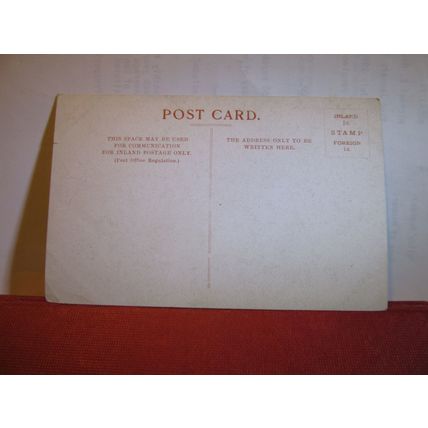 POST CARD.
THIS SPACE MAY BE USED
FOR COMMUNICATION
FOR INLAND POSTAGE ONLY.
(Post Office Regulation.)
THE ADDRESS ONLY TO BE
WRITTEN HERE.
INLAND
STAMP
FOREIGN